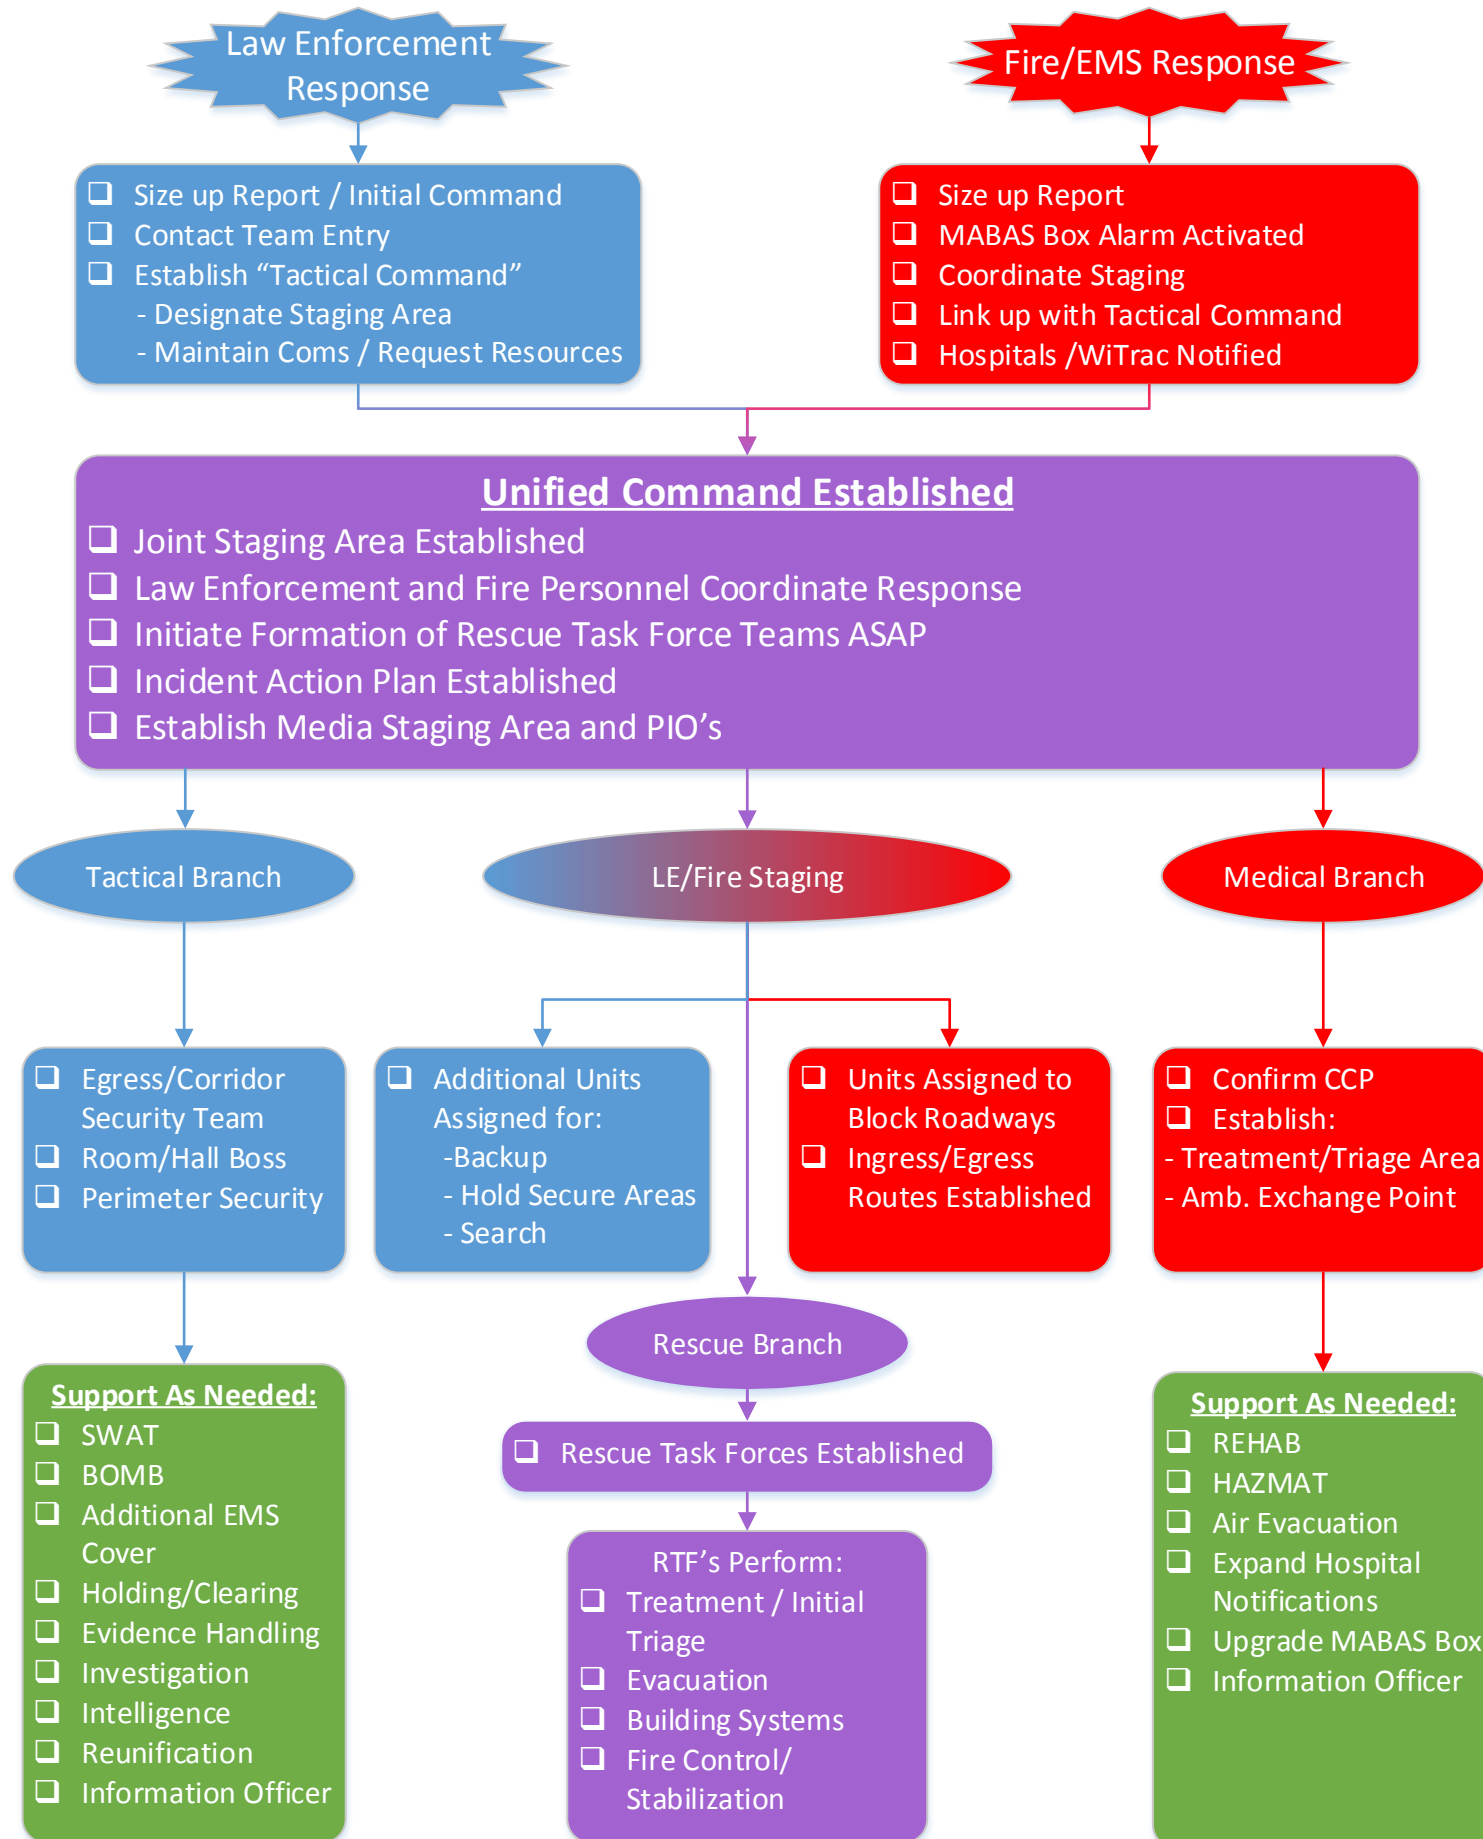 Law Enforcement
Response
Fire/EMS Response
❑ Size up Report / Initial Command
❑ Contact Team Entry
❑ Establish “Tactical Command”
- Designate Staging Area
- Maintain Coms / Request Resources
❑ Size up Report
❑ MABAS Box Alarm Activated
❑ Coordinate Staging
❑ Link up with Tactical Command
❑ Hospitals /WiTrac Notified
Unified Command Established
❑ Joint Staging Area Established
❑ Law Enforcement and Fire Personnel Coordinate Response
❑ Initiate Formation of Rescue Task Force Teams ASAP
❑ Incident Action Plan Established
❑ Establish Media Staging Area and PIO’s
Tactical Branch
LE/Fire Staging
Medical Branch
❑ Egress/Corridor
Security Team
❑ Room/Hall Boss
❑ Perimeter Security
❑ Additional Units
Assigned for:
-Backup
- Hold Secure Areas
- Search
❑ Units Assigned to
Block Roadways
❑ Ingress/Egress
Routes Established
❑ Confirm CCP
❑ Establish:
- Treatment/Triage Area
- Amb. Exchange Point
Rescue Branch
❑ Rescue Task Forces Established
Support As Needed:
❑ SWAT
❑ BOMB
❑ Additional EMS
Cover
❑ Holding/Clearing
❑ Evidence Handling
❑ Investigation
❑ Intelligence
❑ Reunification
❑ Information Officer
RTF’s Perform:
❑ Treatment / Initial
Triage
❑ Evacuation
❑ Building Systems
❑ Fire Control/
Stabilization
Support As Needed:
❑ REHAB
❑ HAZMAT
❑ Air Evacuation
❑ Expand Hospital
Notifications
❑ Upgrade MABAS Box
❑ Information Officer